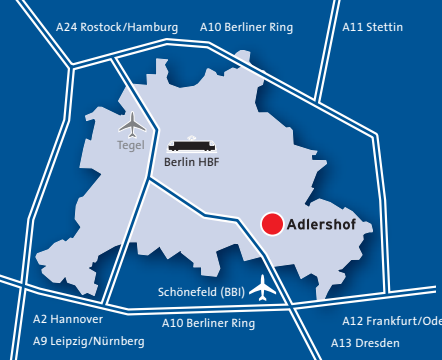 A24 Rostock/Hamburg
A10 Berliner Ring
A11 Stettin
Tegel
Berlin HBF
Adlershof
Schönefeld (BBI)
A2 Hannover
A10 Berliner Ring
A12 Frankfurt/Ode
A9 Leipzig/Nürnberg
A13 Dresden